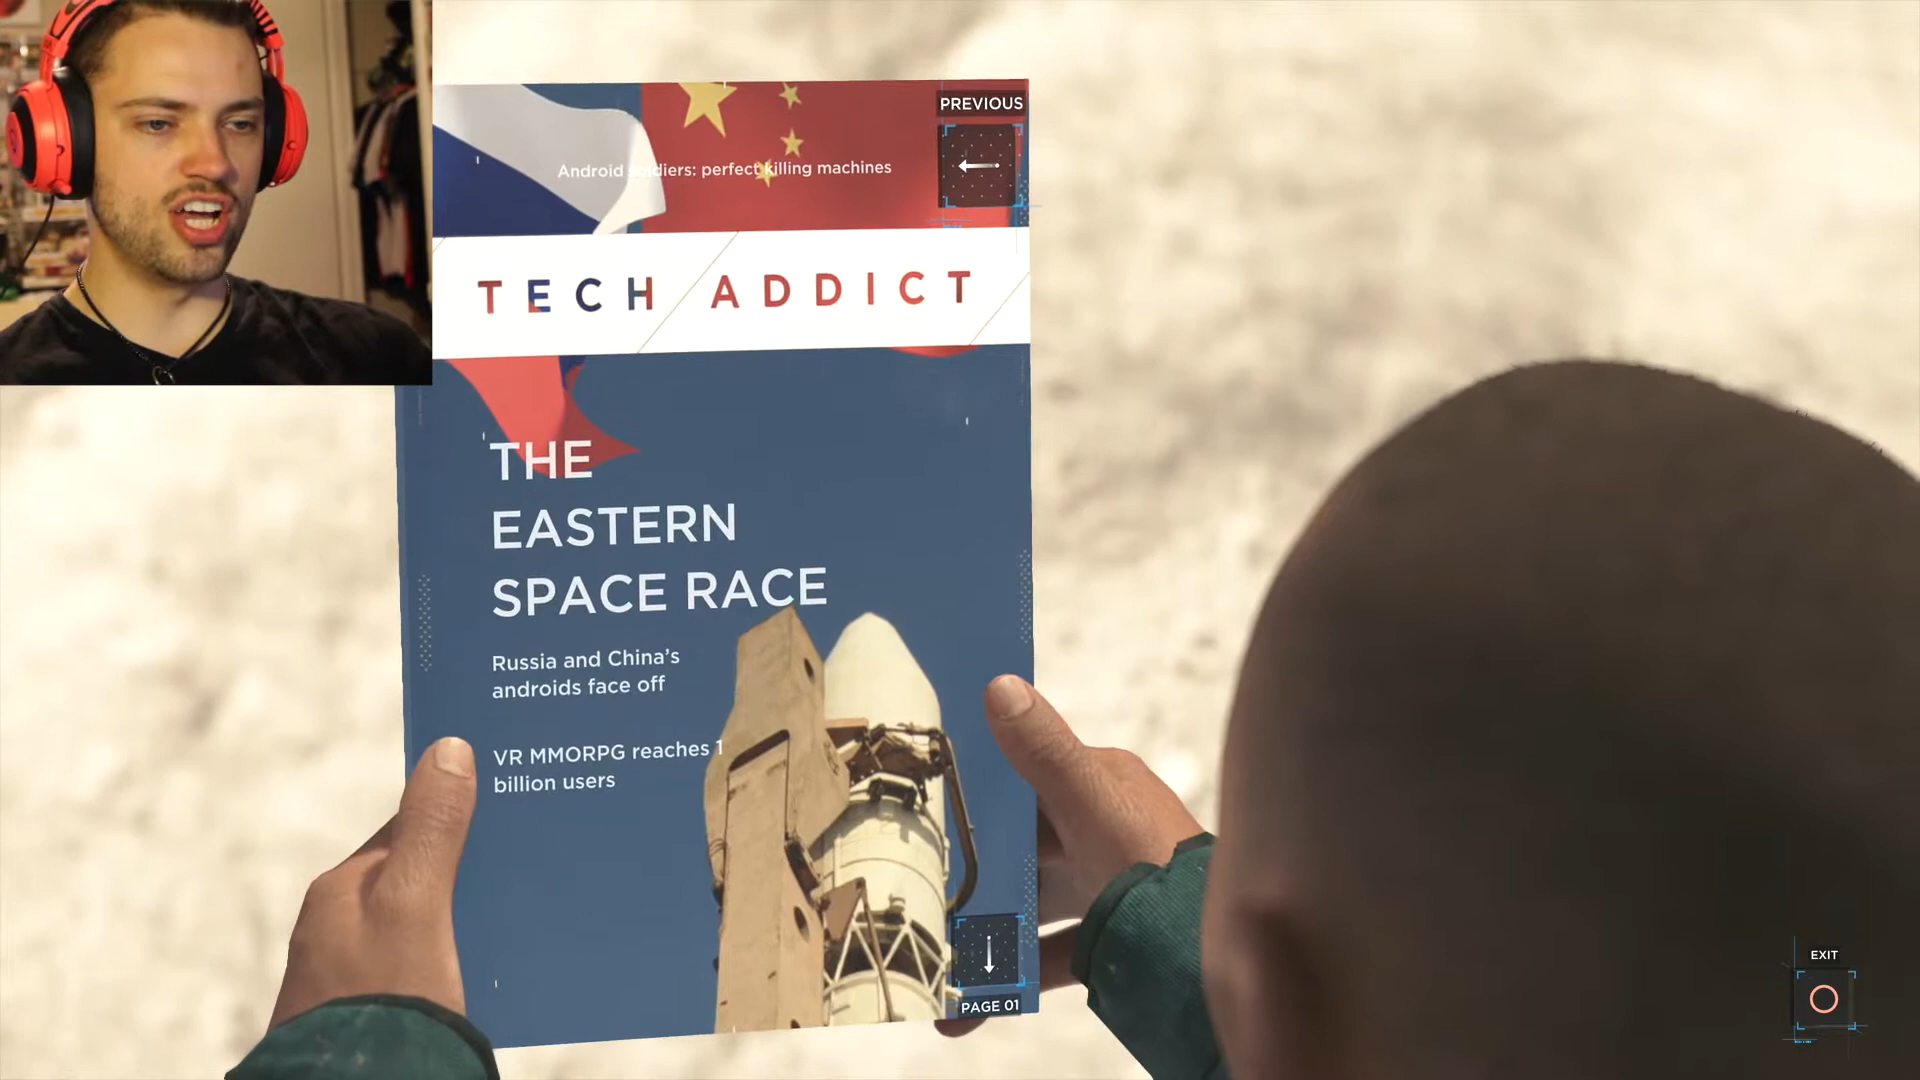 PREVIOUS
Android soldiers: perfect killing machines
TECH ADDICT
THE
EASTERN
SPACE RACE
Russia and China's
androids face off
VR MMORPG reaches 1
billion users
PAGE 01
EXIT